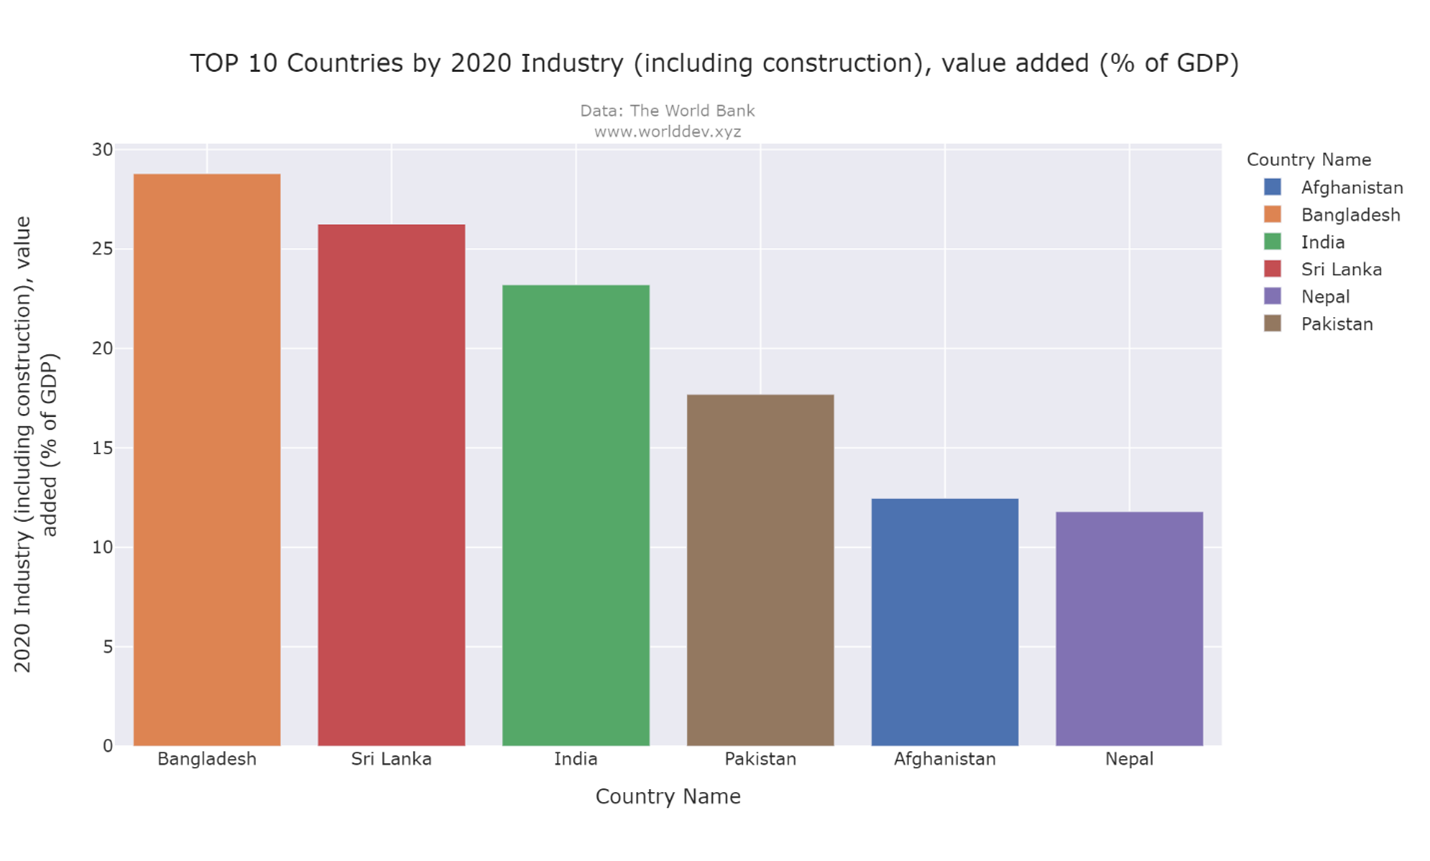 TOP 10 Countries by 2020 Industry (including construction), value added (% of GDP)
Data: The World Bank
www.worlddev.xyz
2020 Industry (including construction), value
added (% of GDP)
30
25
20
15
10
5
0
Bangladesh
Sri Lanka
India
Pakistan
Afghanistan
Nepal
Country Name
Country Name
Afghanistan
Bangladesh
India
Sri Lanka
Nepal
Pakistan